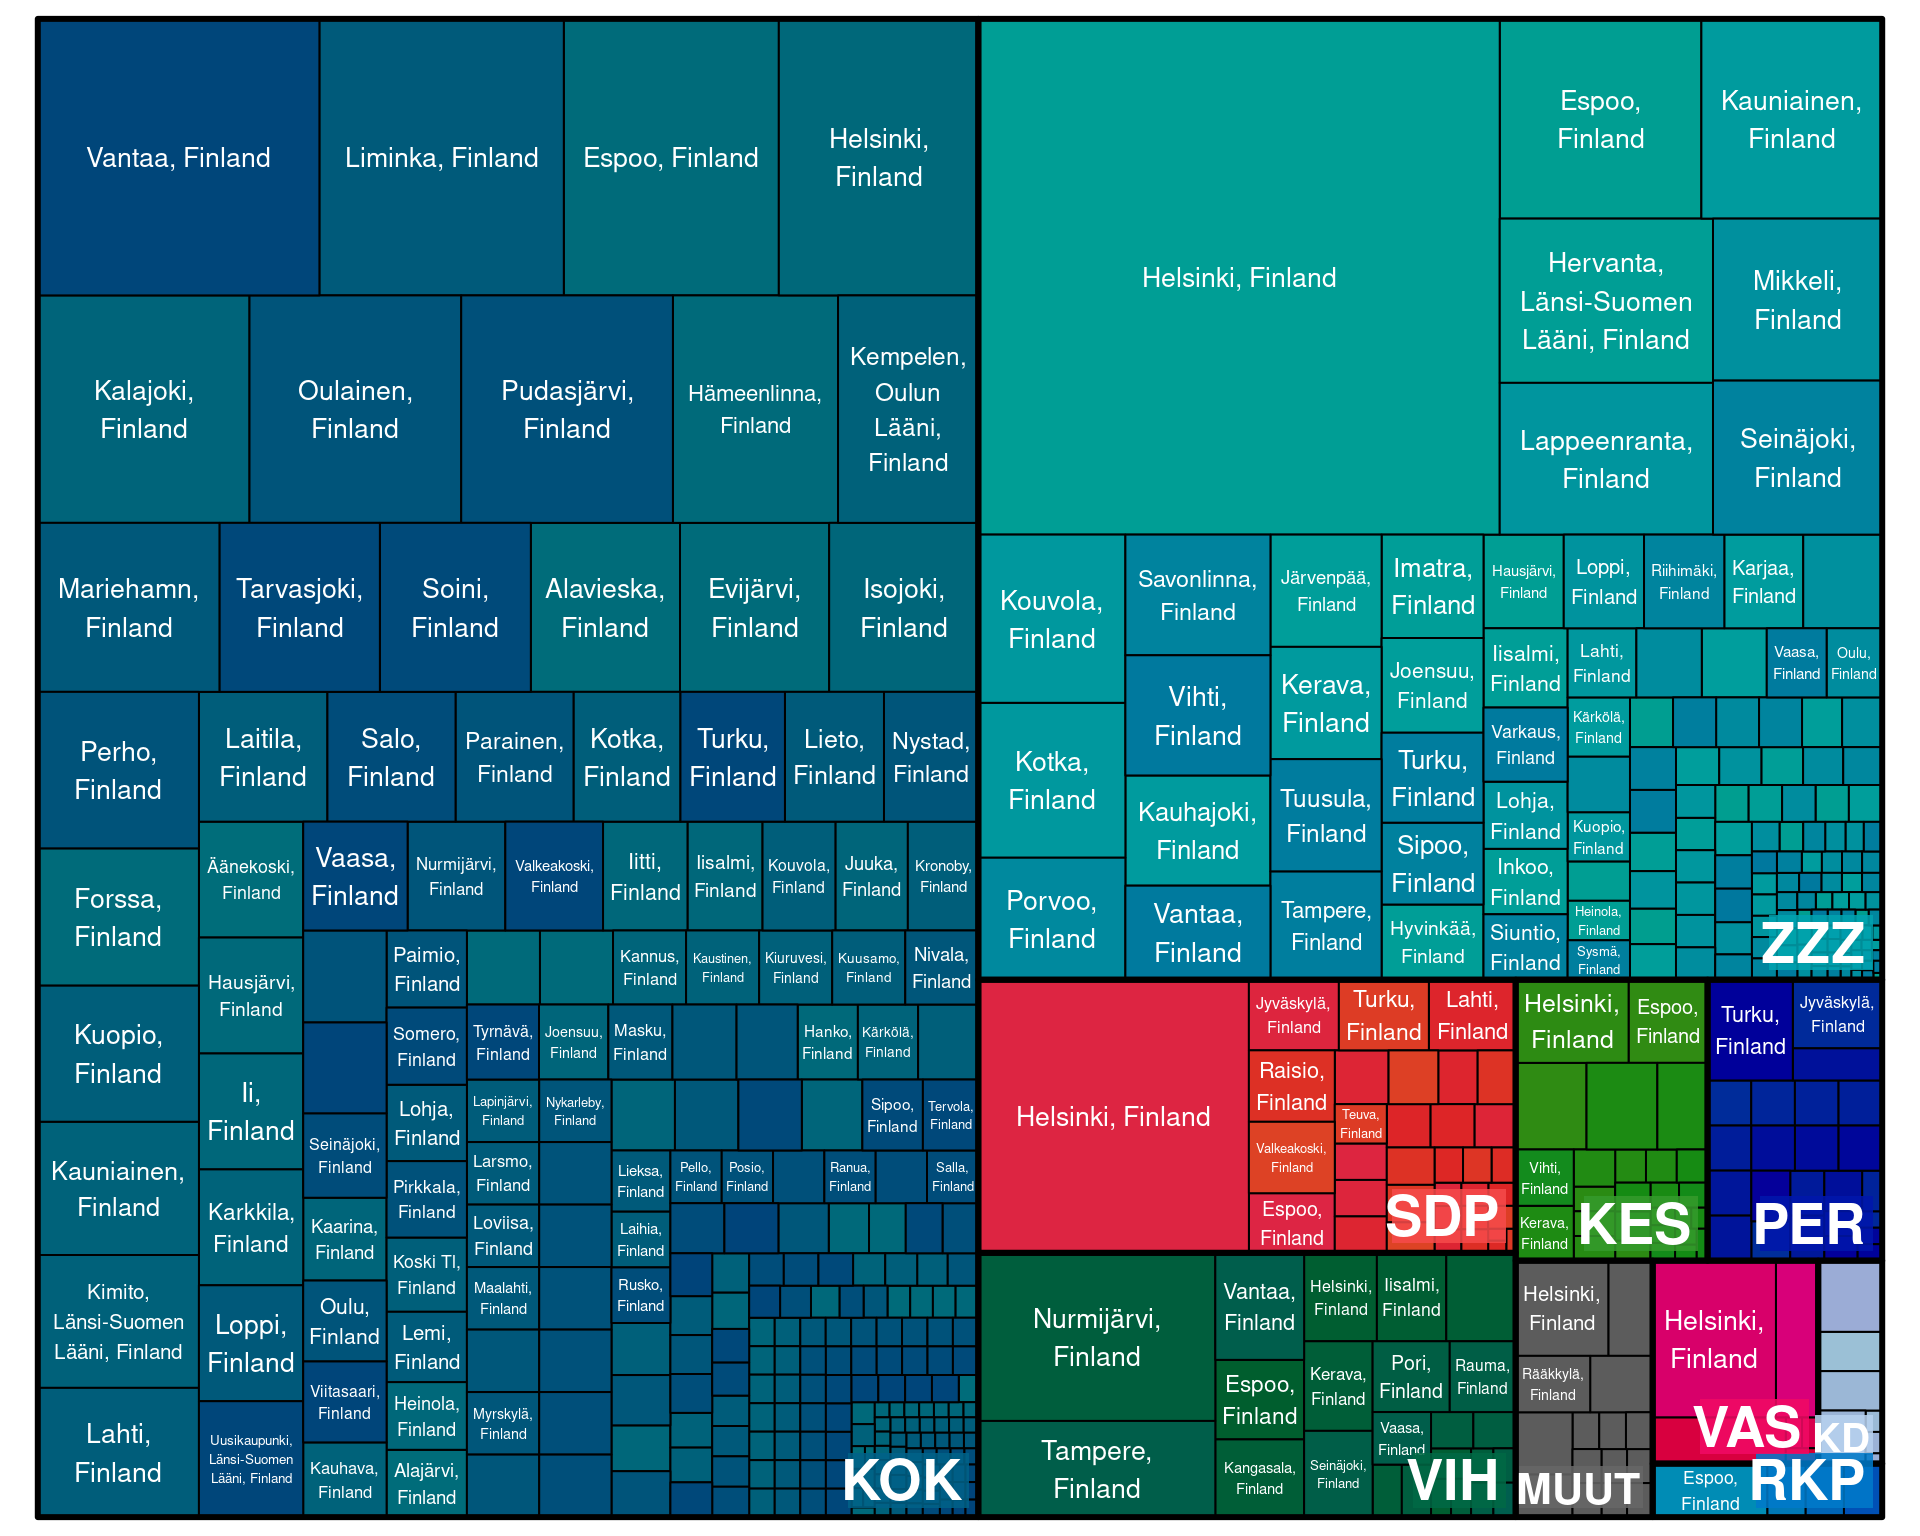 Vantaa, Finland
Liminka, Finland
Espoo, Finland
Helsinki,
Finland
Kalajoki,
Finland
Oulainen,
Finland
Pudasjärvi,
Finland
Hämeenlinna,
Finland
Kempelen,
Oulun
Lääni,
Finland
Mariehamn,
Finland
Tarvasjoki,
Finland
Soini,
Finland
Alavieska,
Finland
Evijärvi,
Finland
Isojoki,
Finland
Perho,
Finland
Forssa,
Finland
Kuopio,
Finland
Kauniainen,
Finland
Kimito,
Länsi-Suomen
Lääni, Finland
Lahti,
Finland
Laitila,
Finland
Salo,
Finland
Parainen,
Finland
Kotka,
Finland
Turku,
Finland
Lieto,
Finland
Nystad,
Finland
Äänekoski,
Finland
Hausjärvi,
Finland
Ii,
Finland
Karkkila,
Finland
Loppi,
Finland
Uusikaupunki,
Länsi-Suomen
Lääni, Finland
Vaasa,
Finland
Nurmijärvi,
Finland
Valkeakoski,
Finland
Iitti,
Finland
Iisalmi,
Finland
Kouvola,
Finland
Juuka,
Finland
Kronoby,
Finland
Seinäjoki,
Finland
Kaarina,
Finland
Oulu,
Finland
Viitasaari,
Finland
Kauhava,
Finland
Paimio,
Finland
Somero,
Finland
Lohja,
Finland
Pirkkala,
Finland
Koski Tl,
Finland
Lemi,
Finland
Heinola,
Finland
Alajärvi,
Finland
Kannus,
Finland
Kaustinen,
Finland
Kiuruvesi,
Finland
Kuusamo,
Finland
Nivala,
Finland
Tyrnävä,
Finland
Joensuu,
Finland
Masku,
Finland
Hanko,
Finland
Kärkölä,
Finland
Lapinjärvi,
Finland
Nykarleby,
Finland
Sipoo,
Finland
Tervola,
Finland
Larsmo,
Finland
Loviisa,
Finland
Maalahti,
Finland
Myrskylä,
Finland
Lieksa,
Finland
Laihia,
Finland
Rusko,
Finland
Pello,
Finland
Posio,
Finland
Ranua,
Finland
Salla,
Finland
KOK
Helsinki, Finland
Espoo,
Finland
Kauniainen,
Finland
Hervanta,
Länsi-Suomen
Lääni, Finland
Mikkeli,
Finland
Lappeenranta,
Finland
Seinäjoki,
Finland
Kouvola,
Finland
Kotka,
Finland
Porvoo,
Finland
Savonlinna,
Finland
Vihti,
Finland
Kauhajoki,
Finland
Vantaa,
Finland
Järvenpää,
Finland
Kerava,
Finland
Tuusula,
Finland
Tampere,
Finland
Imatra,
Finland
Joensuu,
Finland
Turku,
Finland
Sipoo,
Finland
Hyvinkää,
Finland
Hausjärvi,
Finland
Loppi,
Finland
Riihimäki,
Finland
Karjaa,
Finland
Iisalmi,
Finland
Varkaus,
Finland
Lohja,
Finland
Inkoo,
Finland
Siuntio,
Finland
Lahti,
Finland
Vaasa,
Finland
Oulu,
Finland
Kärkölä,
Finland
Kuopio,
Finland
Heinola,
Finland
Sysmä,
Finland
ZZZ
Helsinki, Finland
Jyväskylä,
Finland
Turku,
Finland
Lahti,
Finland
Raisio,
Finland
Valkeakoski,
Finland
Espoo,
Finland
Teuva,
Finland
SDP
Helsinki,
Finland
Espoo,
Finland
Vihti,
Finland
Kerava,
Finland
KES
Turku,
Finland
Jyväskylä,
Finland
PER
Nurmijärvi,
Finland
Tampere,
Finland
Vantaa,
Finland
Espoo,
Finland
Kangasala,
Finland
Helsinki,
Finland
Iisalmi,
Finland
Kerava,
Finland
Seinäjoki,
Finland
Pori,
Finland
Rauma,
Finland
Vaasa,
Finland
VIH
Helsinki,
Finland
Rääkkylä,
Finland
MUUT
Helsinki,
Finland
VAS
KD
Espoo,
Finland
RKP